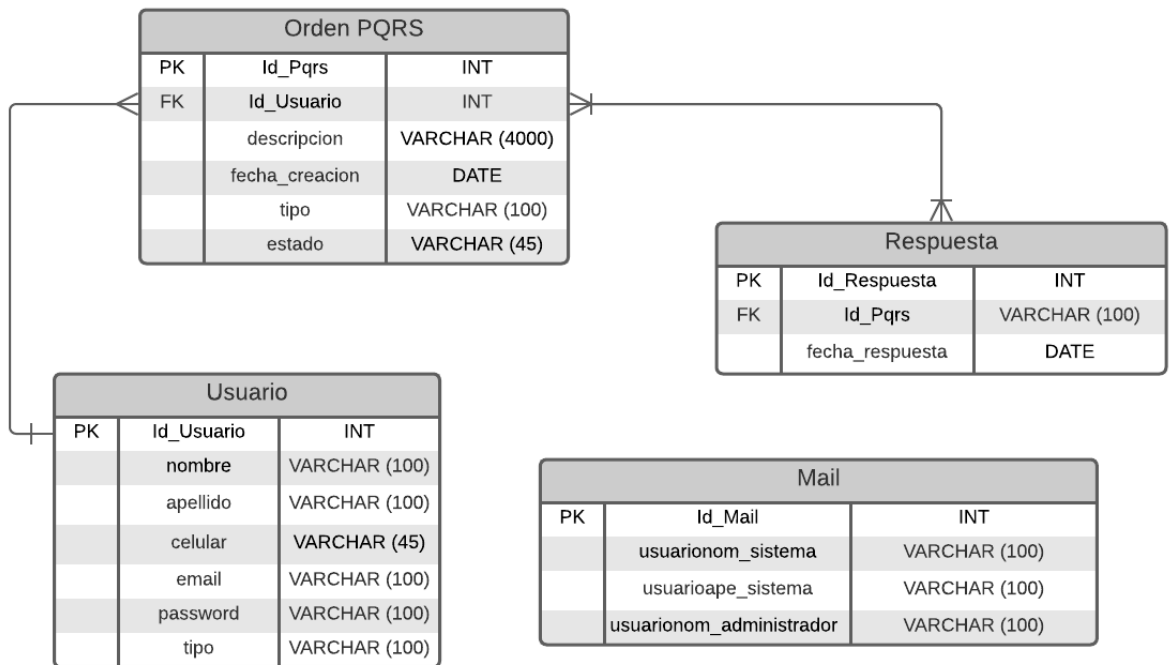 Orden PQRS
PK Id_Pqrs INT
FK Id_Usuario INT
descripcion VARCHAR (4000)
fecha_creacion DATE
tipo VARCHAR (100)
estado VARCHAR (45)
Respuesta
PK Id_Respuesta INT
FK Id_Pqrs VARCHAR (100)
fecha_respuesta DATE
Usuario
PK Id_Usuario INT
nombre VARCHAR (100)
apellido VARCHAR (100)
celular VARCHAR (45)
email VARCHAR (100)
password VARCHAR (100)
tipo VARCHAR (100)
Mail
PK Id_Mail INT
usuarionom_sistema VARCHAR (100)
usuarioape_sistema VARCHAR (100)
usuarionom_administrador VARCHAR (100)